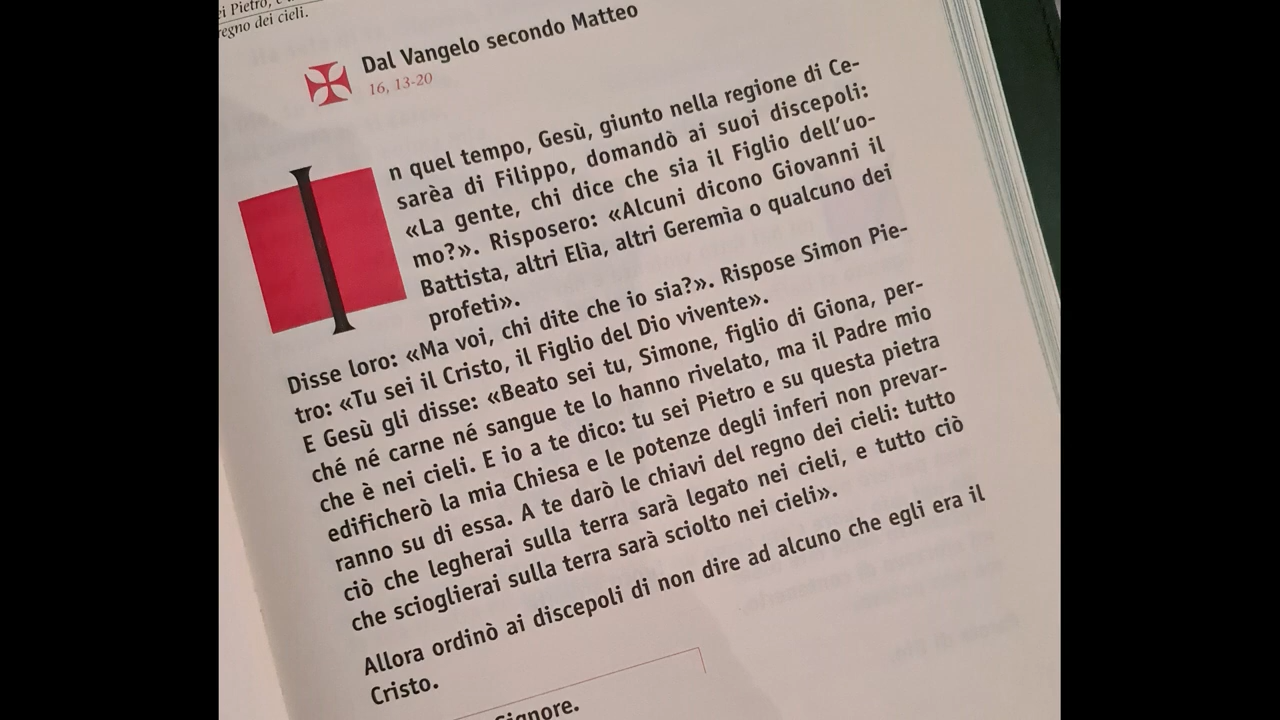 ei Pietro, e
regno dei cieli.
Dal Vangelo secondo Matteo
16, 13-20
In quel tempo, Gesù, giunto nella regione di Ce-
sarèa di Filippo, domandò ai suoi discepoli:
«La gente, chi dice che sia il Figlio dell'uo-
mo?». Risposero: «Alcuni dicono Giovanni il
Battista, altri Elìa, altri Geremìa o qualcuno dei
profeti».
Disse loro: «Ma voi, chi dite che io sia?». Rispose Simon Pie-
tro: «Tu sei il Cristo, il Figlio del Dio vivente».
E Gesù gli disse: «Beato sei tu, Simone, figlio di Giona, per-
ché né carne né sangue te lo hanno rivelato, ma il Padre mio
che è nei cieli. E io a te dico: tu sei Pietro e su questa pietra
edificherò la mia Chiesa e le potenze degli inferi non prevar-
ranno su di essa. A te darò le chiavi del regno dei cieli: tutto
ciò che legherai sulla terra sarà legato nei cieli, e tutto ciò
che scioglierai sulla terra sarà sciolto nei cieli».
Allora ordinò ai discepoli di non dire ad alcuno che egli era il
Cristo.
Signore.